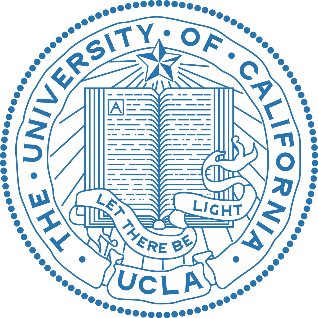 · THE · UNIVERSITY · OF · CALIFORNIA ·
A
LET THERE BE
LIGHT
· UCLA ·